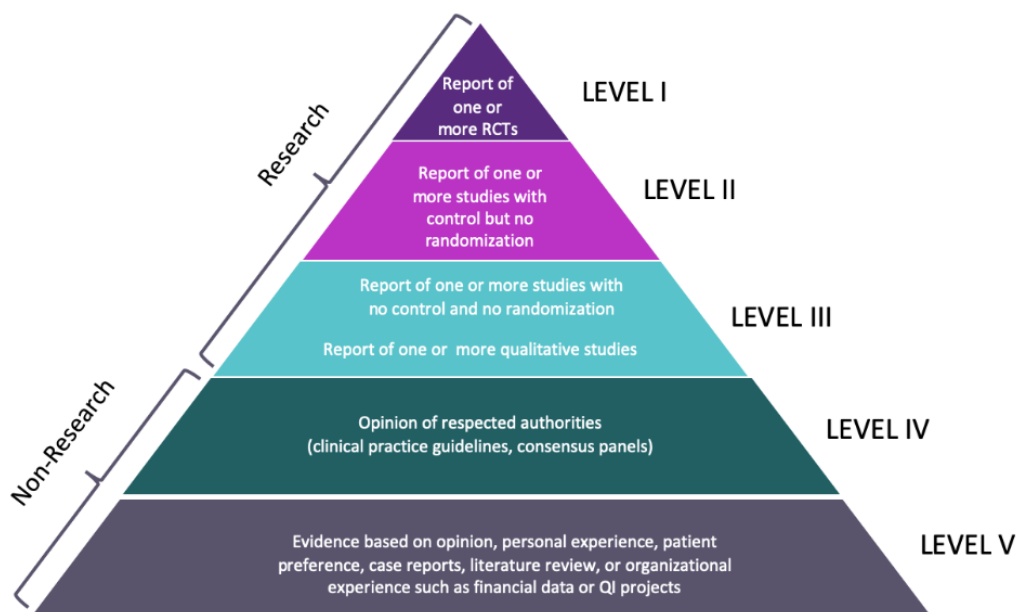 Research
Non-Research
Report of
one or
more RCTs
LEVEL I
Report of one or
more studies with
control but no
randomization
LEVEL II
Report of one or more studies with
no control and no randomization
Report of one or  more qualitative studies
LEVEL III
Opinion of respected authorities
(clinical practice guidelines, consensus panels)
LEVEL IV
Evidence based on opinion, personal experience, patient
preference, case reports, literature review, or organizational
experience such as financial data or QI projects
LEVEL V